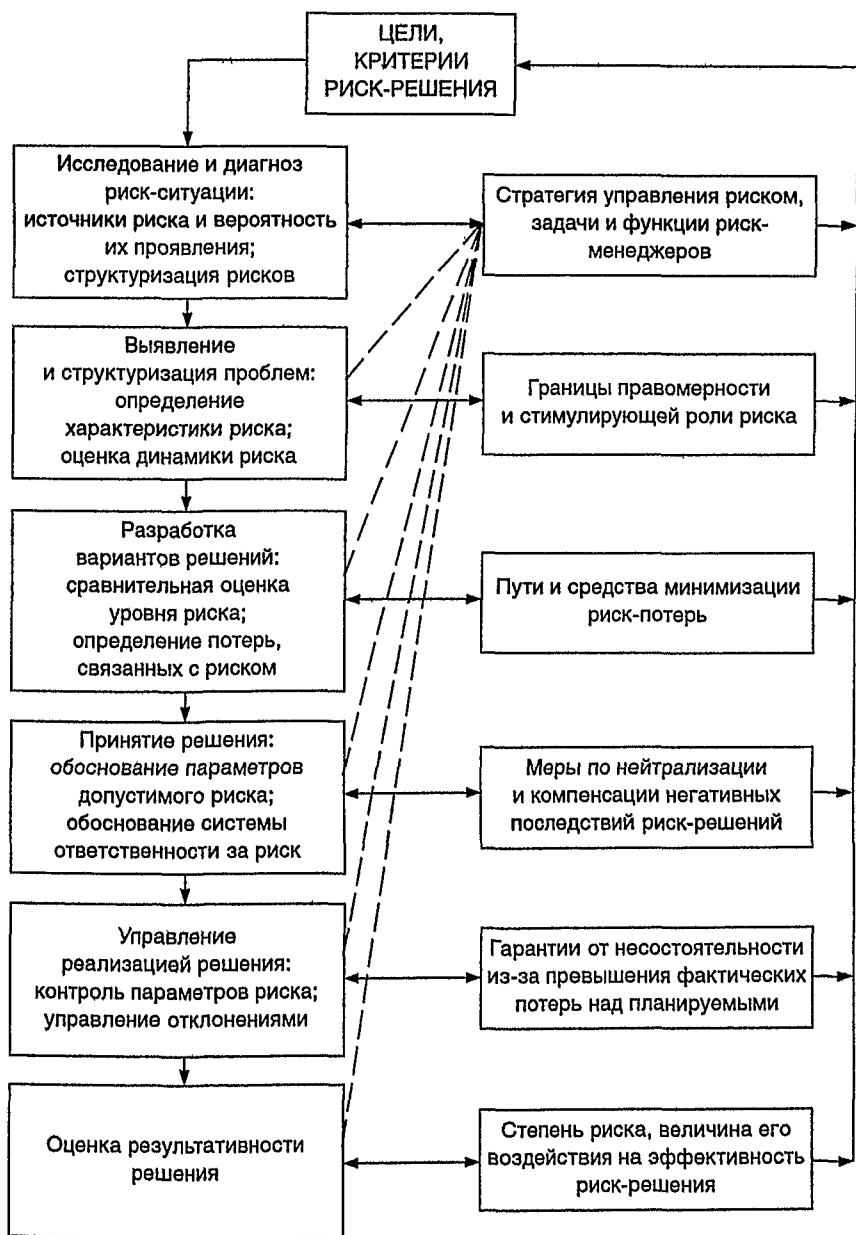 ЦЕЛИ,
КРИТЕРИИ
РИСК-РЕШЕНИЯ
Исследование и диагноз
риск-ситуации:
источники риска и вероятность
их проявления;
структуризация рисков
Стратегия управления риском,
задачи и функции риск-
менеджеров
Выявление
и структуризация проблем:
определение
характеристики риска;
оценка динамики риска
Границы правомерности
и стимулирующей роли риска
Разработка
вариантов решений:
сравнительная оценка
уровня риска;
определение потерь,
связанных с риском
Пути и средства минимизации
риск-потерь
Принятие решения:
обоснование параметров
допустимого риска;
обоснование системы
ответственности за риск
Меры по нейтрализации
и компенсации негативных
последствий риск-решений
Управление
реализацией решения:
контроль параметров риска;
управление отклонениями
Гарантии от несостоятельности
из-за превышения фактических
потерь над планируемыми
Оценка результативности
решения
Степень риска, величина его
воздействия на эффективность
риск-решения